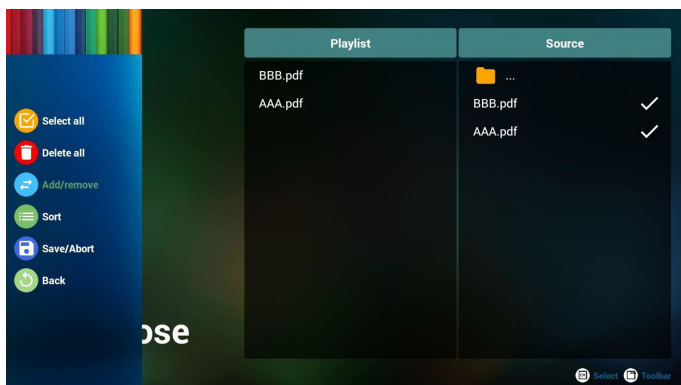 Playlist
Source
BBB.pdf
AAA.pdf
...
BBB.pdf
AAA.pdf
Select all
Delete all
Add/remove
Sort
Save/Abort
Back
ose
Select
Toolbar